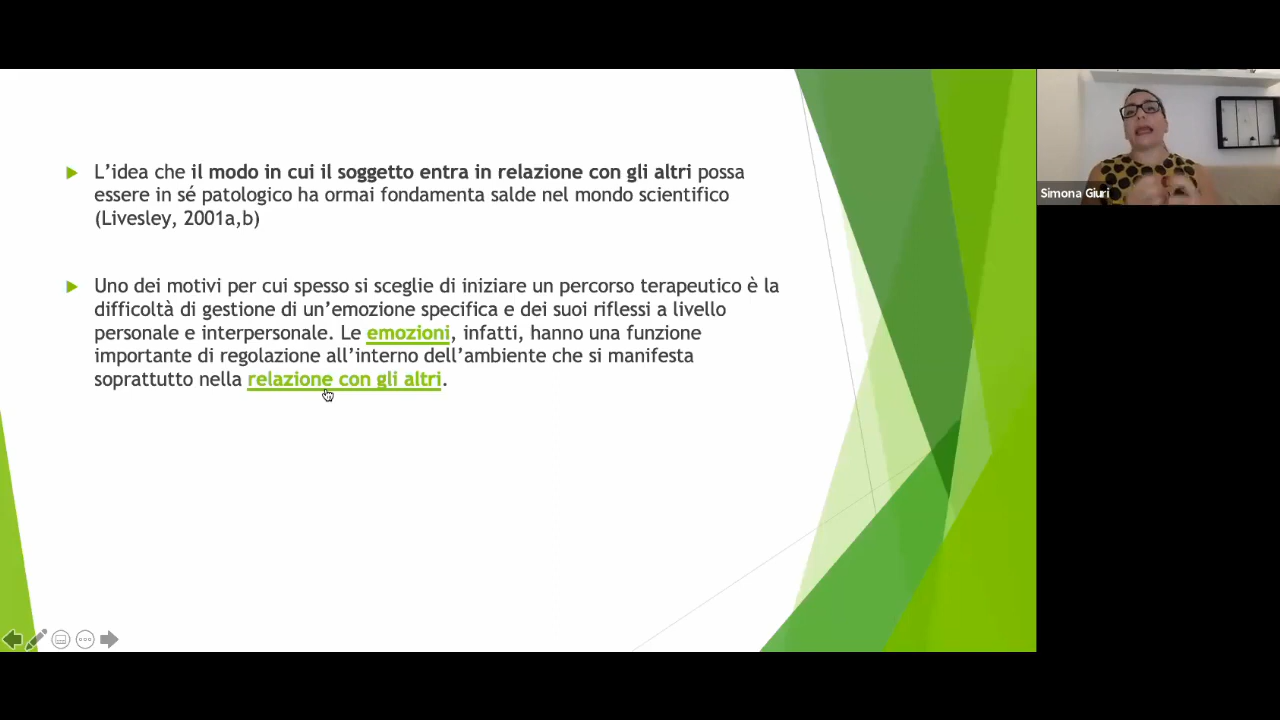 L'idea che il modo in cui il soggetto entra in relazione con gli altri possa
essere in sé patologico ha ormai fondamenta salde nel mondo scientifico
(Livesley, 2001a,b)
Uno dei motivi per cui spesso si sceglie di iniziare un percorso terapeutico è la
difficoltà di gestione di un'emozione specifica e dei suoi riflessi a livello
personale e interpersonale. Le emozioni, infatti, hanno una funzione
importante di regolazione all'interno dell'ambiente che si manifesta
soprattutto nella relazione con gli altri.
Simona Giuri